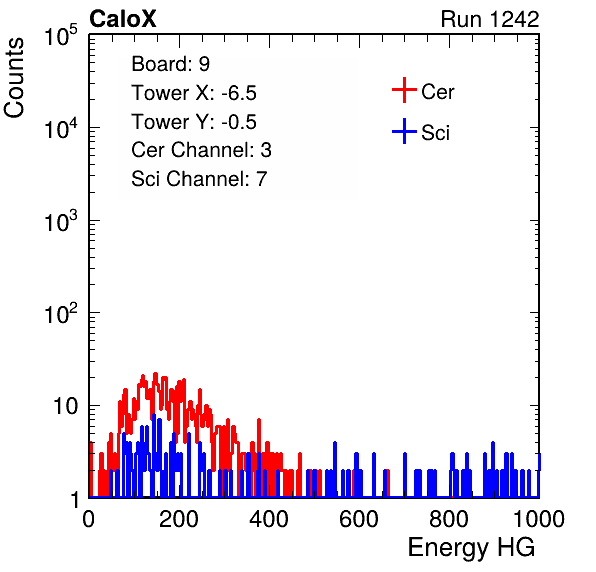 CaloX Run 1242
Counts
10^5
10^4
10^3
10^2
10
1
Board: 9
Tower X: -6.5
Tower Y: -0.5
Cer Channel: 3
Sci Channel: 7
Cer
Sci
0 200 400 600 800 1000
Energy HG